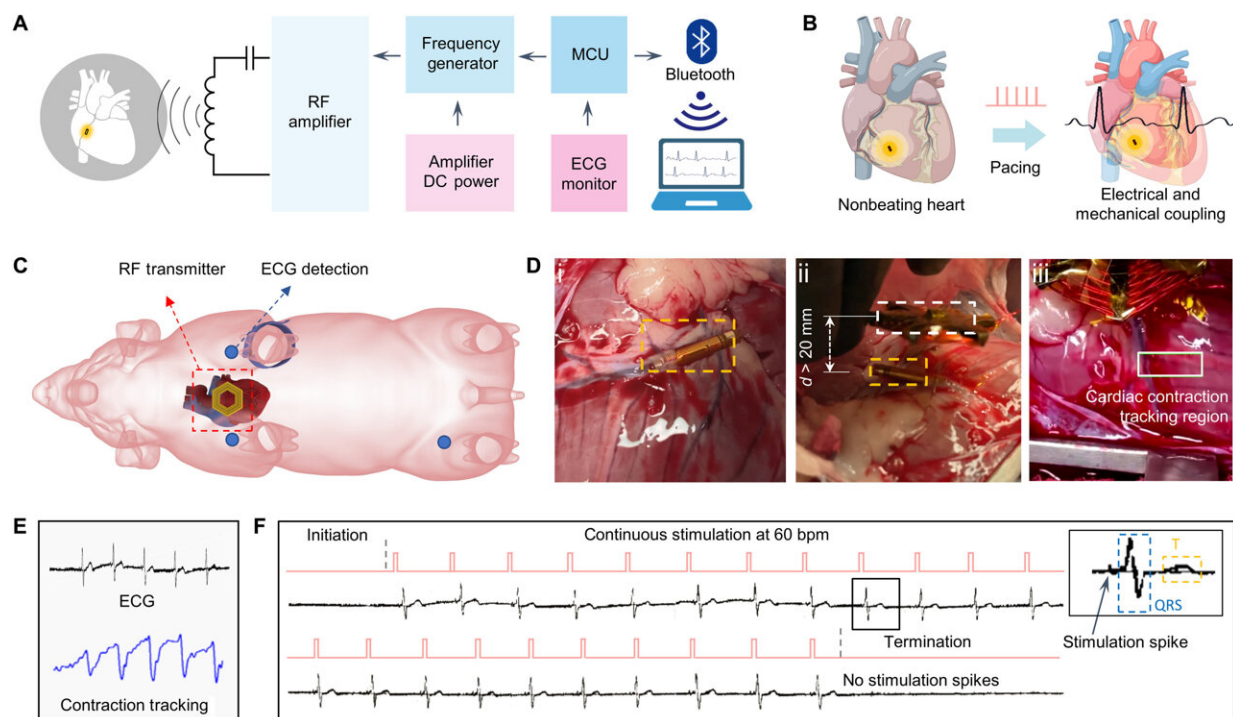 A
RF
amplifier
Frequency
generator
MCU
Bluetooth
Amplifier
DC power
ECG
monitor
B
Nonbeating heart
Pacing
Electrical and
mechanical coupling
C
RF transmitter
ECG detection
D
i
ii
d > 20 mm
iii
Cardiac contraction
tracking region
E
ECG
Contraction tracking
F
Initiation
Continuous stimulation at 60 bpm
Termination
No stimulation spikes
T
QRS
Stimulation spike